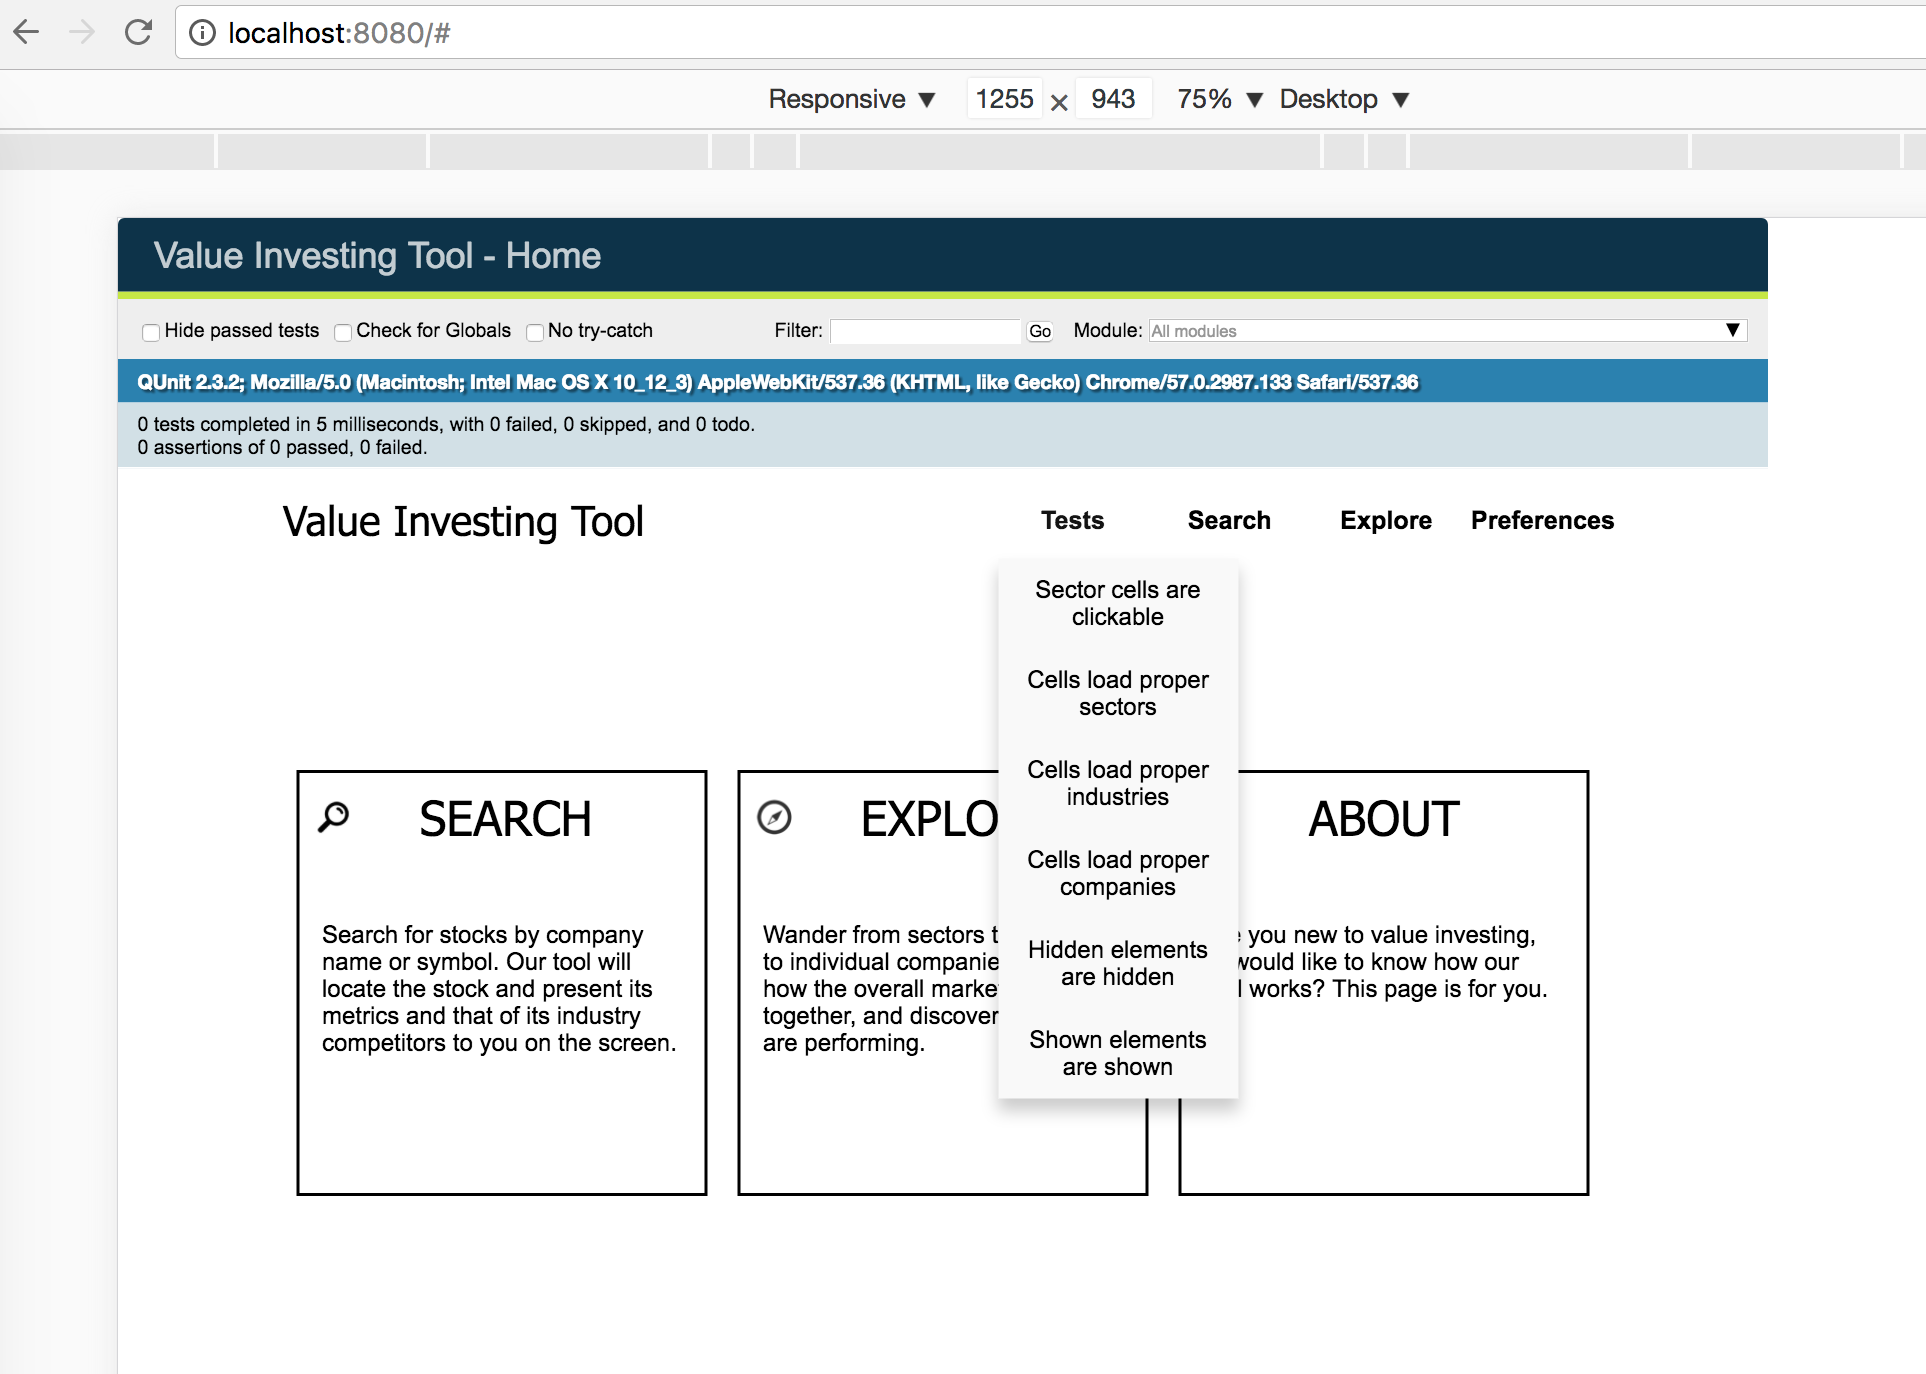 localhost:8080/#
Responsive ▼ 1255 × 943 75% ▼ Desktop ▼
Value Investing Tool - Home
Hide passed tests Check for Globals No try-catch Filter: Go Module: All modules ▼
QUnit 2.3.2; Mozilla/5.0 (Macintosh; Intel Mac OS X 10_12_3) AppleWebKit/537.36 (KHTML, like Gecko) Chrome/57.0.2987.133 Safari/537.36
0 tests completed in 5 milliseconds, with 0 failed, 0 skipped, and 0 todo.
0 assertions of 0 passed, 0 failed.
Value Investing Tool
Tests Search Explore Preferences
Sector cells are
clickable
Cells load proper
sectors
Cells load proper
industries
Cells load proper
companies
Hidden elements
are hidden
Shown elements
are shown
SEARCH
Search for stocks by company
name or symbol. Our tool will
locate the stock and present its
metrics and that of its industry
competitors to you on the screen.
EXPLO
Wander from sectors t
to individual companie
how the overall marke
together, and discover
are performing.
ABOUT
you new to value investing,
would like to know how our
works? This page is for you.